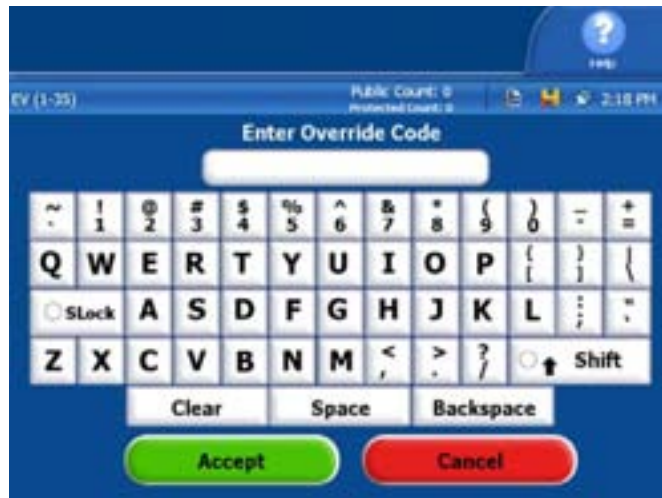 Help
EV (1-35)
Public Count: 0
Protected Count: 0
2:18 PM
Enter Override Code
~ ! @ # $ % ^ & * ( ) _ +
` 1 2 3 4 5 6 7 8 9 0 - =
Q W E R T Y U I O P { } |
[ ] \
SLock A S D F G H J K L : "
; '
Z X C V B N M < > ? Shift
, . /
Clear Space Backspace
Accept Cancel